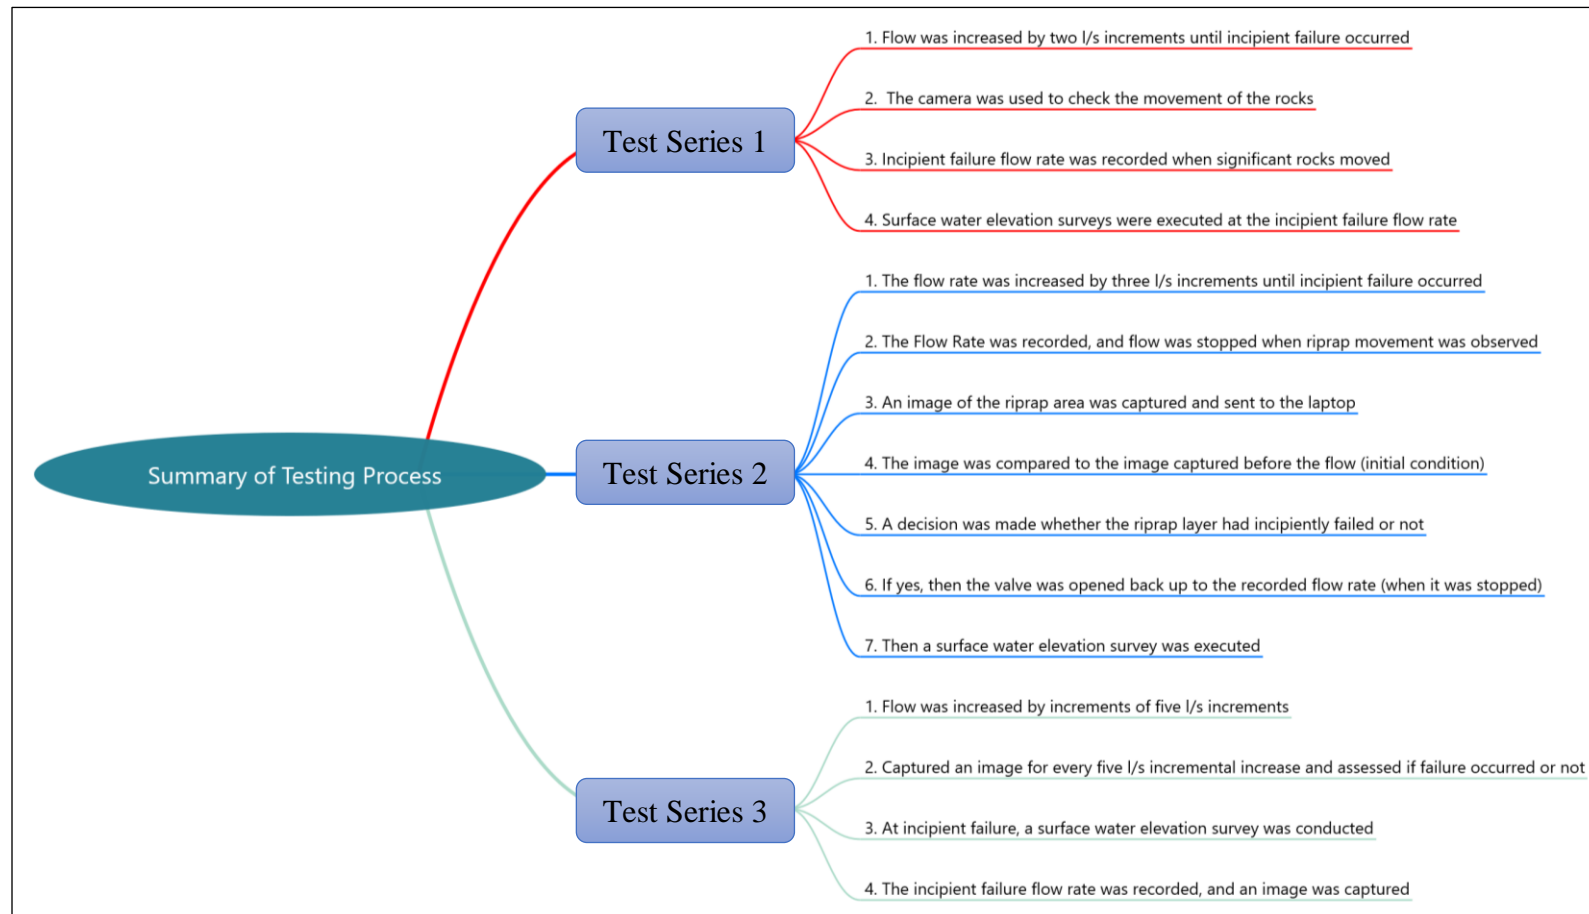 Summary of Testing Process
Test Series 1
1. Flow was increased by two l/s increments until incipient failure occurred
2. The camera was used to check the movement of the rocks
3. Incipient failure flow rate was recorded when significant rocks moved
4. Surface water elevation surveys were executed at the incipient failure flow rate
Test Series 2
1. The flow rate was increased by three l/s increments until incipient failure occurred
2. The Flow Rate was recorded, and flow was stopped when riprap movement was observed
3. An image of the riprap area was captured and sent to the laptop
4. The image was compared to the image captured before the flow (initial condition)
5. A decision was made whether the riprap layer had incipiently failed or not
6. If yes, then the valve was opened back up to the recorded flow rate (when it was stopped)
7. Then a surface water elevation survey was executed
Test Series 3
1. Flow was increased by increments of five l/s increments
2. Captured an image for every five l/s incremental increase and assessed if failure occurred or not
3. At incipient failure, a surface water elevation survey was conducted
4. The incipient failure flow rate was recorded, and an image was captured